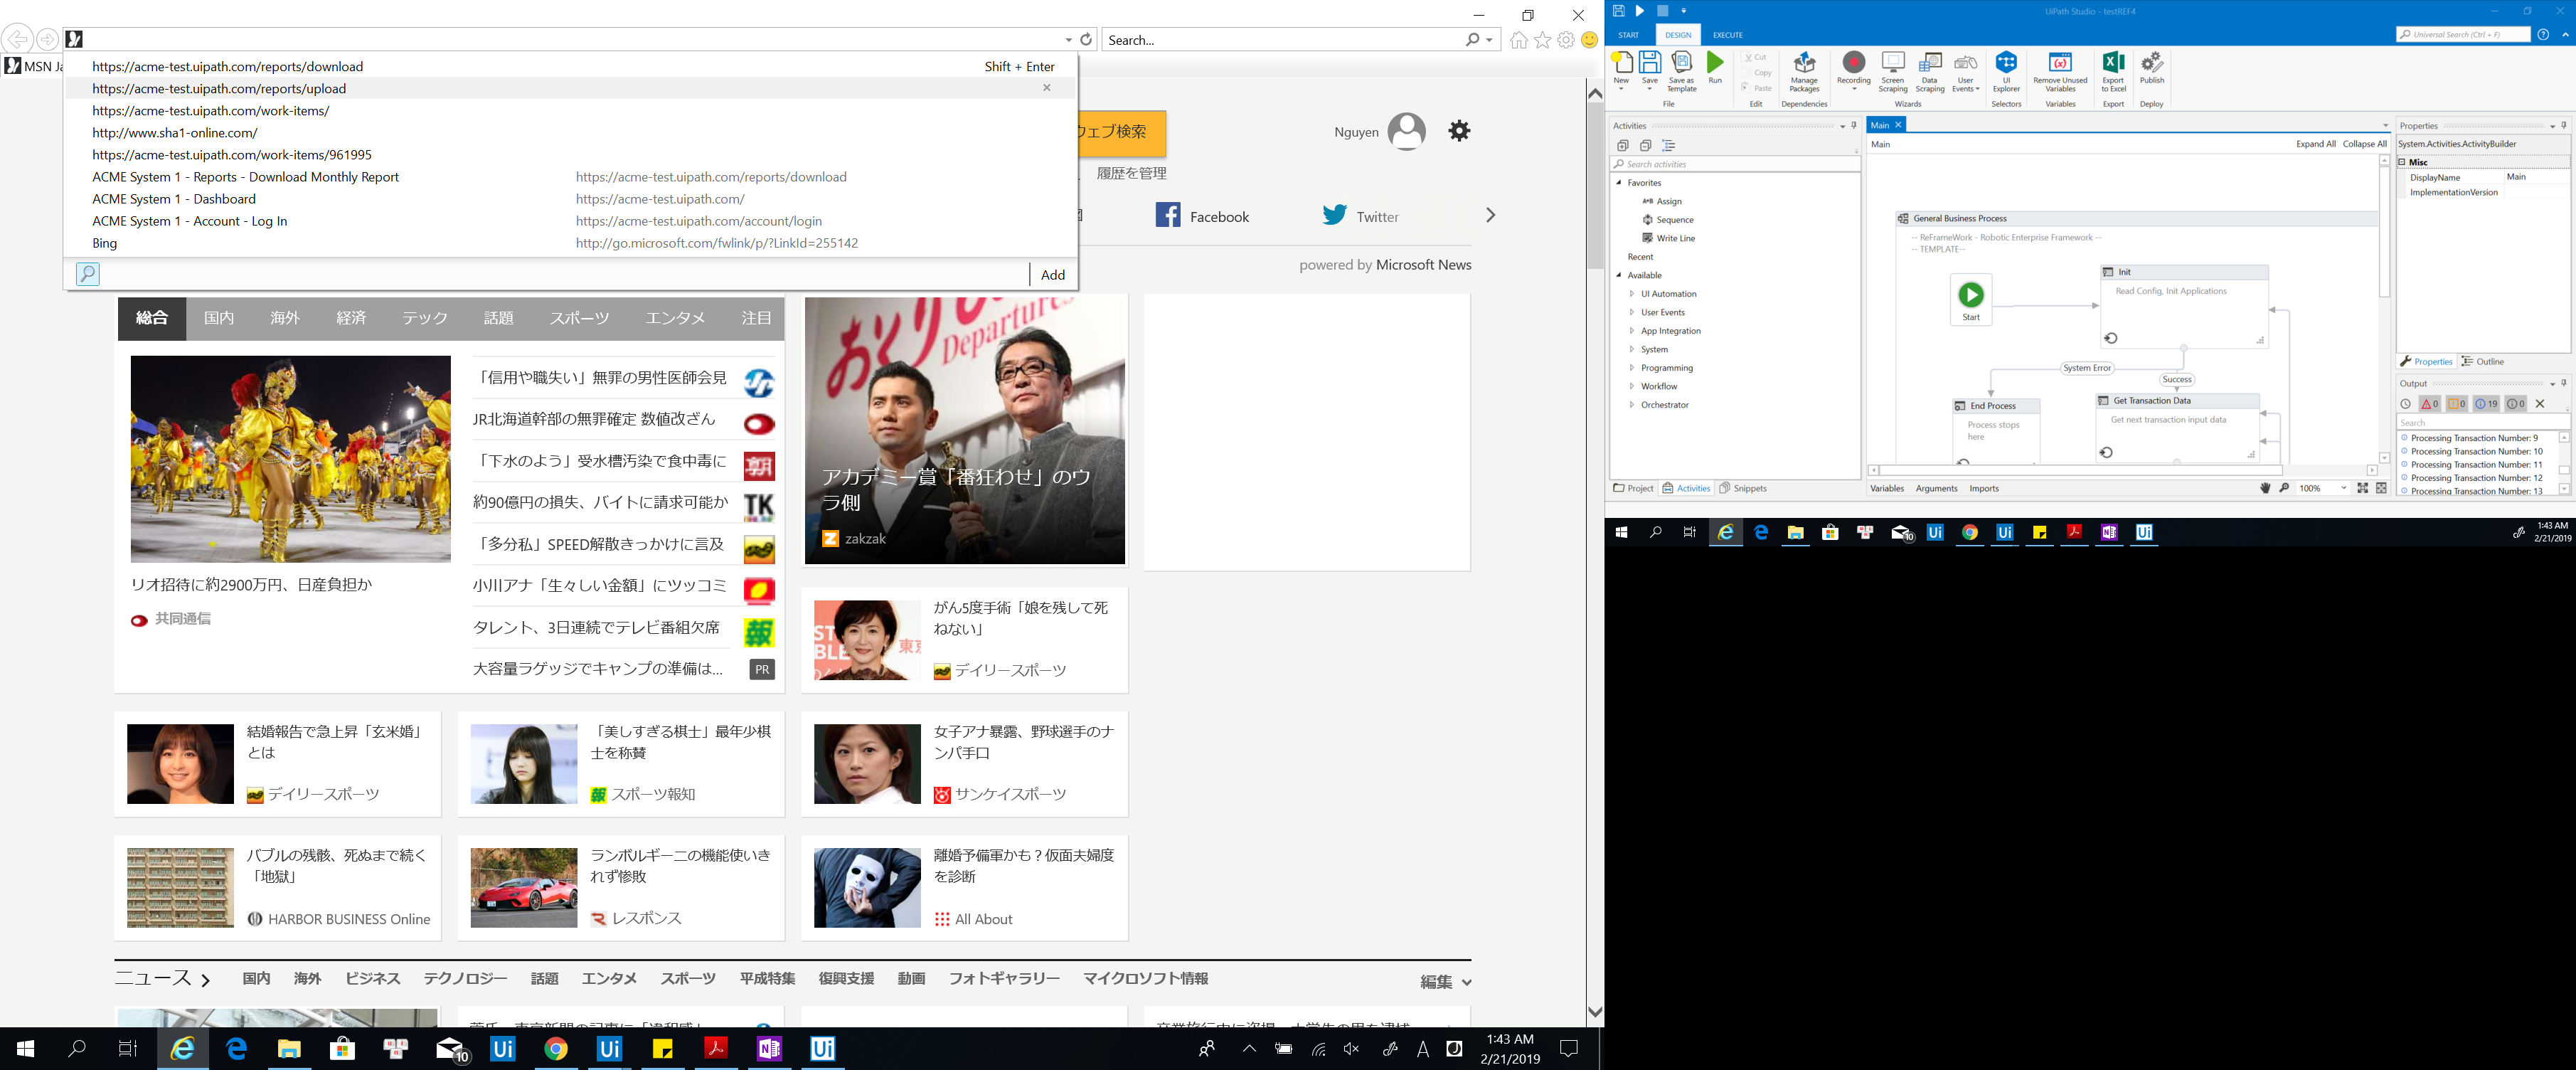 Search...
MSN Ja
https://acme-test.uipath.com/reports/download Shift + Enter
https://acme-test.uipath.com/reports/upload
https://acme-test.uipath.com/work-items/
http://www.sha1-online.com/
https://acme-test.uipath.com/work-items/961995
ACME System 1 - Reports - Download Monthly Report https://acme-test.uipath.com/reports/download
ACME System 1 - Dashboard https://acme-test.uipath.com/
ACME System 1 - Account - Log In https://acme-test.uipath.com/account/login
Bing http://go.microsoft.com/fwlink/p/?LinkId=255142
Add
ウェブ検索
Nguyen
履歴を管理
Facebook
Twitter
powered by Microsoft News
総合 国内 海外 経済 テック 話題 スポーツ エンタメ 注目
リオ招待に約2900万円、日産負担か
共同通信
「信用や職失い」無罪の男性医師会見
JR北海道幹部の無罪確定 数値改ざん
「下水のよう」受水槽汚染で食中毒に
朝
約90億円の損失、バイトに請求可能か
TK
「多分私」SPEED解散きっかけに言及
小川アナ「生々しい金額」にツッコミ
タレント、3日連続でテレビ番組欠席
報
大容量ラゲッジでキャンプの準備は...
PR
おくりびと
Departures
アカデミー賞「番狂わせ」のウ
ラ側
zakzak
がん5度手術「娘を残して死
ねない」
デイリースポーツ
結婚報告で急上昇「玄米婚」
とは
デイリースポーツ
「美しすぎる棋士」最年少棋
士を称賛
報 スポーツ報知
女子アナ暴露、野球選手のナ
ンパ手口
サンケイスポーツ
バブルの残骸、死ぬまで続く
「地獄」
HARBOR BUSINESS Online
ランボルギーニの機能使いき
れず惨敗
レスポンス
離婚予備軍かも？仮面夫婦度
を診断
All About
ニュース 国内 海外 ビジネス テクノロジー 話題 エンタメ スポーツ 平成特集 復興支援 動画 フォトギャラリー マイクロソフト情報 編集
10
Ui
Ui
Ui
A
1:43 AM
2/21/2019
UiPath Studio - testREF4
START DESIGN EXECUTE
Universal Search (Ctrl + F)
New
Save
Save as
Template
Run
Cut
Copy
Paste
Manage
Packages
Recording
Screen
Scraping
Data
Scraping
User
Events
UI
Explorer
Remove Unused
Variables
Export
to Excel
Publish
File Edit Dependencies Wizards Selectors Variables Export Deploy
Activities
Search activities
Favorites
Assign
Sequence
Write Line
Recent
Available
UI Automation
User Events
App Integration
System
Programming
Workflow
Orchestrator
Project Activities Snippets
Main
Main Expand All Collapse All
General Business Process
-- ReFrameWork - Robotic Enterprise Framework --
-- TEMPLATE--
Start
Init
Read Config, Init Applications
System Error
Success
End Process
Process stops
here
Get Transaction Data
Get next transaction input data
Variables Arguments Imports 100%
Properties
System.Activities.ActivityBuilder
Misc
DisplayName Main
ImplementationVersion
Properties Outline
Output
0 0 19 0
Search
Processing Transaction Number: 9
Processing Transaction Number: 10
Processing Transaction Number: 11
Processing Transaction Number: 12
Processing Transaction Number: 13
10
Ui
Ui
Ui
1:43 AM
2/21/2019